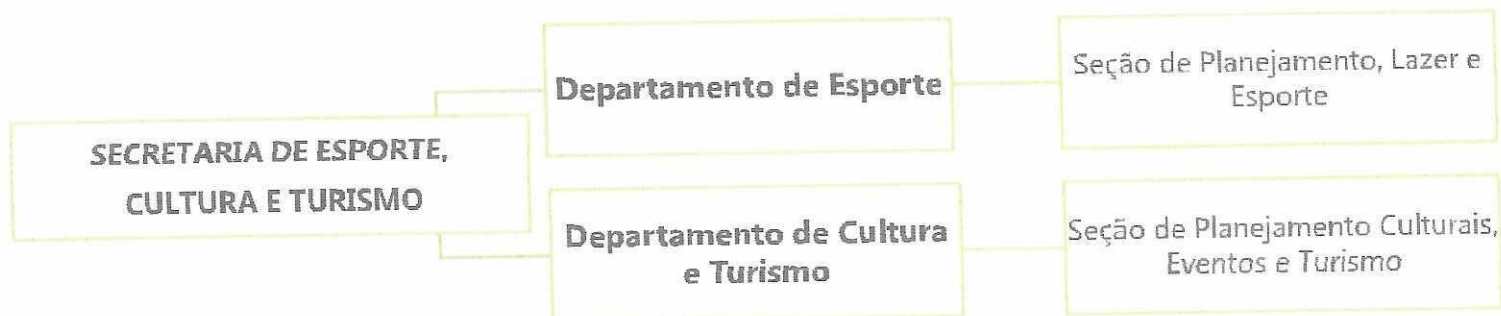 Departamento de Esporte
Seção de Planejamento, Lazer e
Esporte
SECRETARIA DE ESPORTE,
CULTURA E TURISMO
Departamento de Cultura
e Turismo
Seção de Planejamento Culturais,
Eventos e Turismo